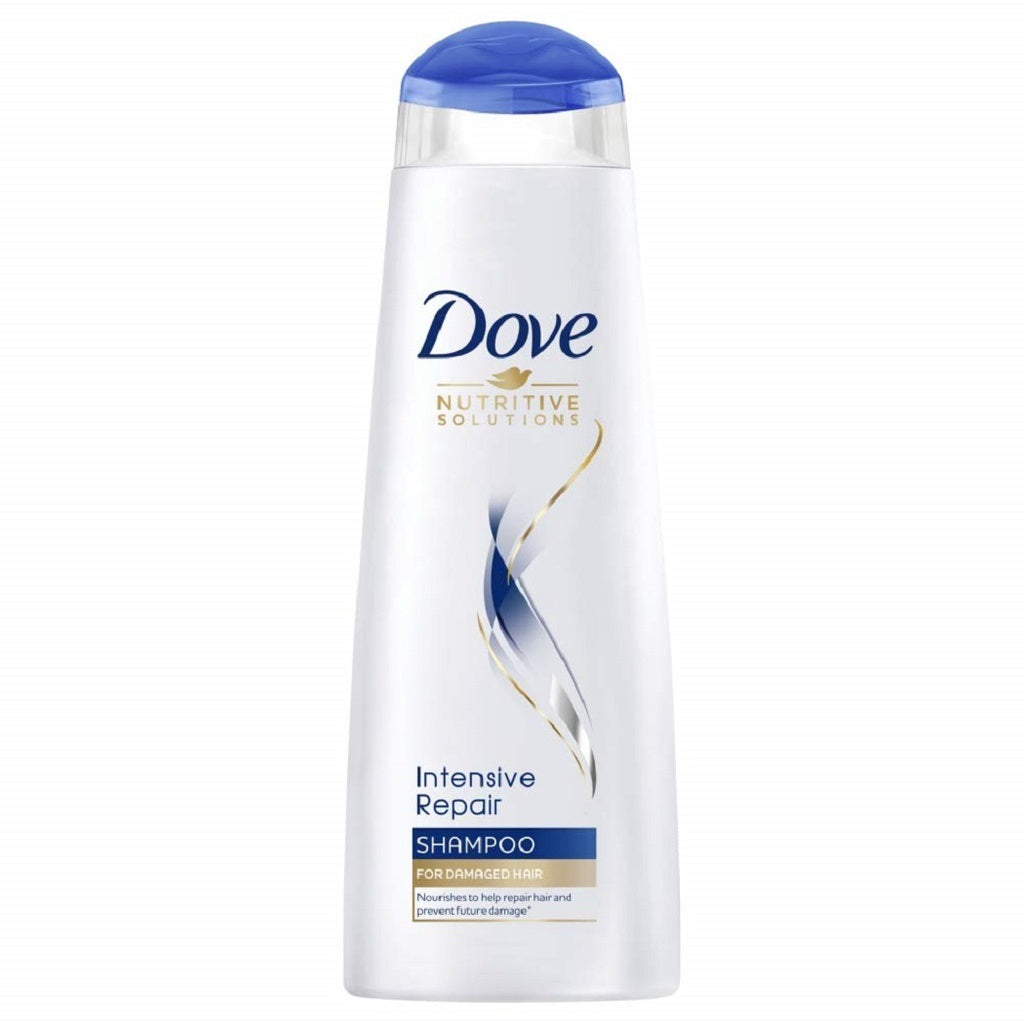 Dove
NUTRITIVE
SOLUTIONS
Intensive
Repair
SHAMPOO
FOR DAMAGED HAIR
Nourishes to help repair hair and
prevent future damage*